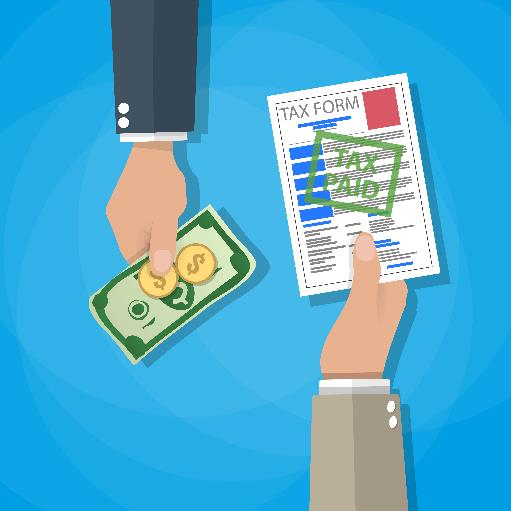 TAX FORM
TAX
PAID
$ $